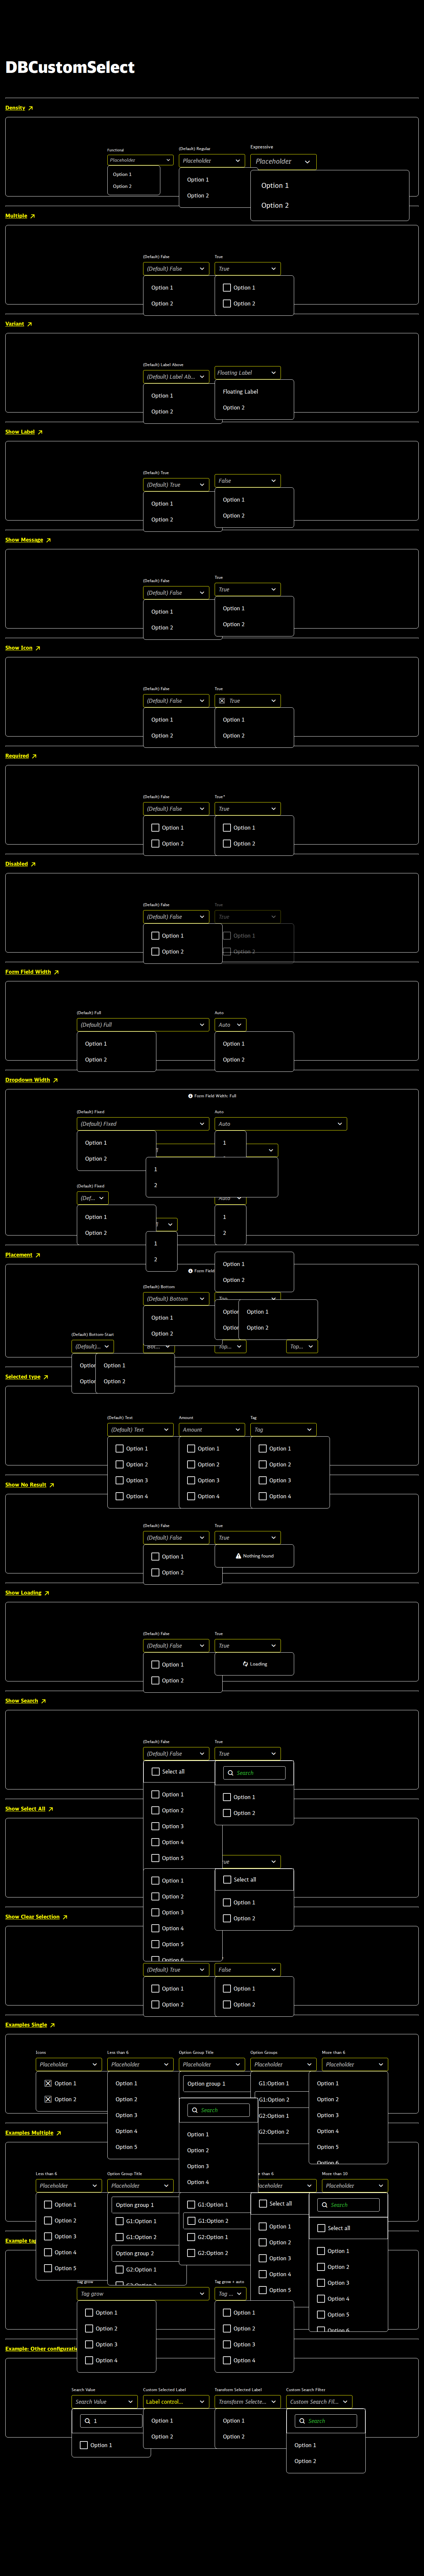 DBCustomSelect
Density
Functional
(Default) Regular
Expressive
Placeholder
Placeholder
Placeholder
Option 1
Option 2
Option 1
Option 2
Option 1
Option 2
Multiple
(Default) False
True
(Default) False
True
Option 1
Option 2
Option 1
Option 2
Variant
(Default) Label Above
(Default) Label Ab...
Floating Label
Option 1
Option 2
Floating Label
Option 2
Show Label
(Default) True
(Default) True
False
Option 1
Option 2
Option 1
Option 2
Show Message
(Default) False
True
(Default) False
True
Option 1
Option 2
Option 1
Option 2
Show Icon
(Default) False
True
(Default) False
True
Option 1
Option 2
Option 1
Option 2
Required
(Default) False
True*
(Default) False
True
Option 1
Option 2
Option 1
Option 2
Disabled
(Default) False
True
(Default) False
True
Option 1
Option 2
Option 1
Option 2
Form Field Width
(Default) Full
Auto
(Default) Full
Auto
Option 1
Option 2
Option 1
Option 2
Dropdown Width
Form Field Width: Full
(Default) Fixed
Auto
(Default) Fixed
Auto
Option 1
Option 2
1
1
2
(Default) Fixed
(Def...
Auto
Option 1
Option 2
1
2
1
2
Placement
Form Field
Option 1
Option 2
(Default) Bottom
(Default) Bottom
Option 1
Option 2
Option 1
Option 2
(Default) Bottom-Start
(Default)...
Top...
Top...
Option 1
Option 2
Selected type
(Default) Text
Amount
Tag
(Default) Text
Amount
Tag
Option 1
Option 2
Option 3
Option 4
Option 1
Option 2
Option 3
Option 4
Option 1
Option 2
Option 3
Option 4
Show No Result
(Default) False
True
(Default) False
True
Option 1
Option 2
Nothing found
Show Loading
(Default) False
True
(Default) False
True
Option 1
Option 2
Loading
Show Search
(Default) False
True
(Default) False
True
Select all
Option 1
Option 2
Option 3
Option 4
Option 5
Search
Option 1
Option 2
Show Select All
Option 1
Option 2
Option 3
Option 4
Option 5
Option 6
Select all
Option 1
Option 2
Show Clear Selection
(Default) True
False
Option 1
Option 2
Option 1
Option 2
Examples Single
Icons
Less than 6
Option Group Title
Option Groups
More than 6
Placeholder
Placeholder
Placeholder
Placeholder
Placeholder
Option 1
Option 2
Option 1
Option 2
Option 3
Option 4
Option 5
Option group 1
Search
Option 1
Option 2
Option 3
Option 4
G1:Option 1
G1:Option 2
G2:Option 1
G2:Option 2
Option 1
Option 2
Option 3
Option 4
Option 5
Option 6
Examples Multiple
Less than 6
Option Group Title
More than 10
Placeholder
Placeholder
Placeholder
Option 1
Option 2
Option 3
Option 4
Option 5
Option group 1
G1:Option 1
G1:Option 2
Option group 2
G2:Option 1
G1:Option 1
G1:Option 2
G2:Option 1
G2:Option 2
Select all
Option 1
Option 2
Option 3
Option 4
Option 5
Search
Select all
Option 1
Option 2
Option 3
Option 4
Option 5
Option 6
Tag grow
Tag grow + auto
Tag grow
Tag ...
Option 1
Option 2
Option 3
Option 4
Option 1
Option 2
Option 3
Option 4
Example: Other configuratio
Search Value
Custom Selected Label
Transform Selected Label
Custom Search Filter
Search Value
Label control...
Transform Selecte...
Custom Search Fil...
1
Option 1
Option 1
Option 2
Option 1
Option 2
Search
Option 1
Option 2